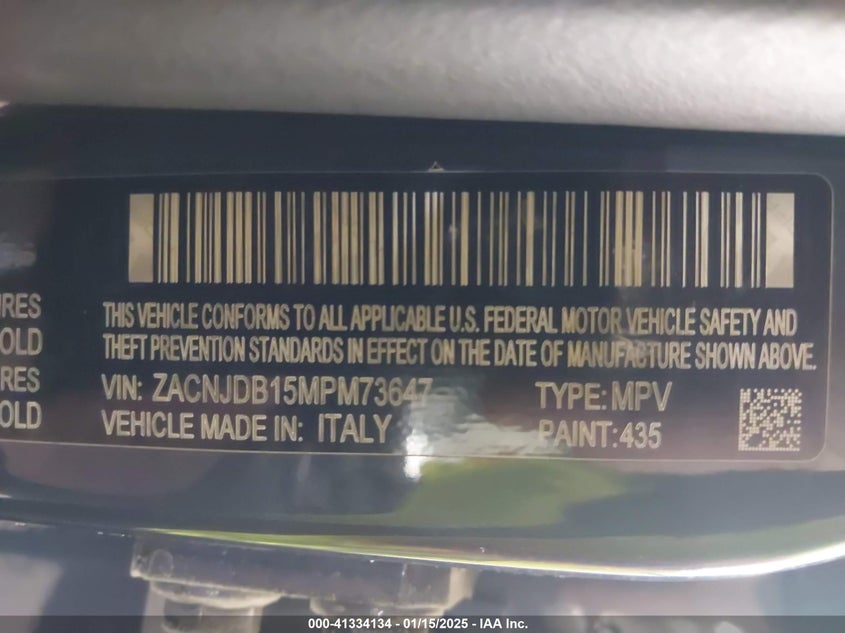 THIS VEHICLE CONFORMS TO ALL APPLICABLE U.S. FEDERAL MOTOR VEHICLE SAFETY AND
THEFT PREVENTION STANDARDS IN EFFECT ON THE DATE OF MANUFACTURE SHOWN ABOVE.
VIN: ZACNJDB15MPM73647 TYPE: MPV
VEHICLE MADE IN: ITALY PAINT: 435
IRES
OLD
RES
OLD
000-41334134 - 01/15/2025 - IAA Inc.